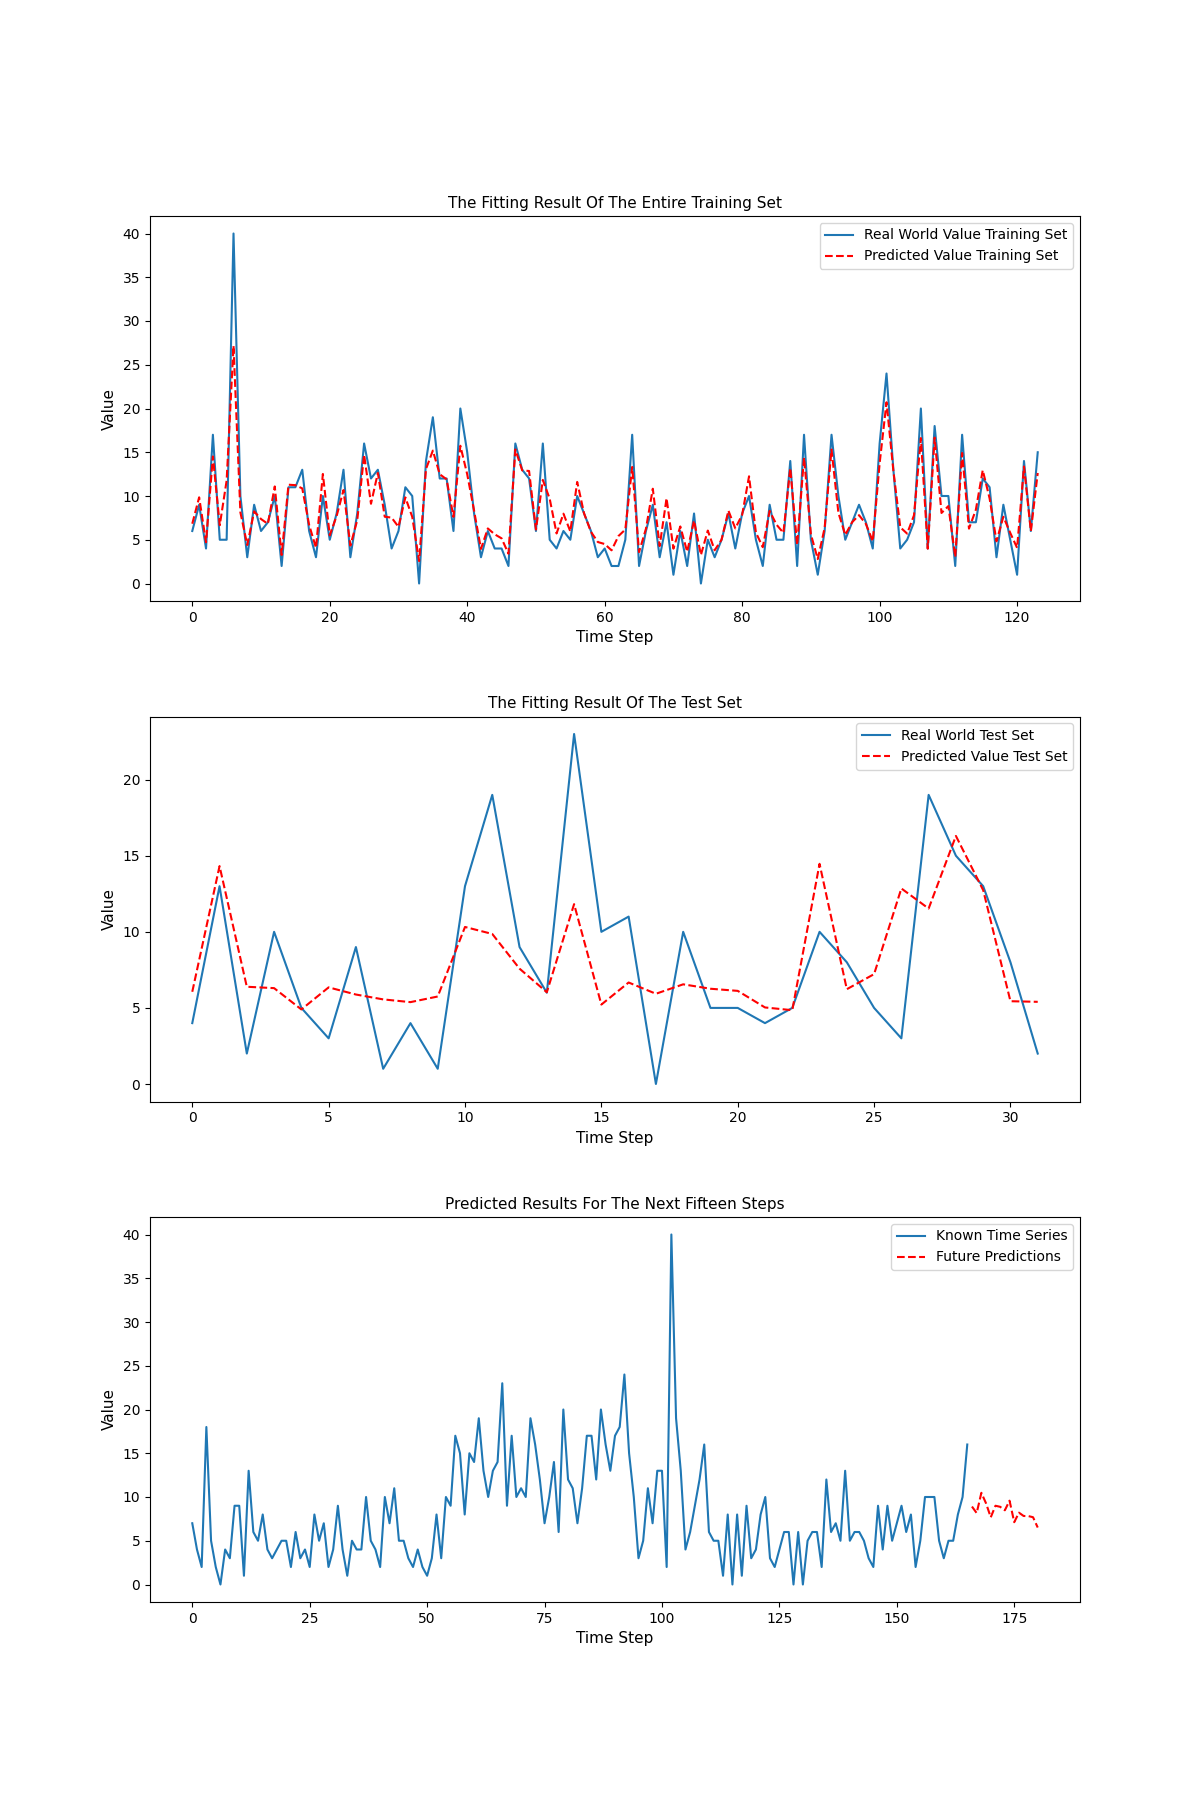 The Fitting Result Of The Entire Training Set
Real World Value Training Set
Predicted Value Training Set
Value
40
35
30
25
20
15
10
5
0
0 20 40 60 80 100 120
Time Step
The Fitting Result Of The Test Set
Real World Test Set
Predicted Value Test Set
Value
20
15
10
5
0
0 5 10 15 20 25 30
Time Step
Predicted Results For The Next Fifteen Steps
Known Time Series
Future Predictions
Value
40
35
30
25
20
15
10
5
0
0 25 50 75 100 125 150 175
Time Step